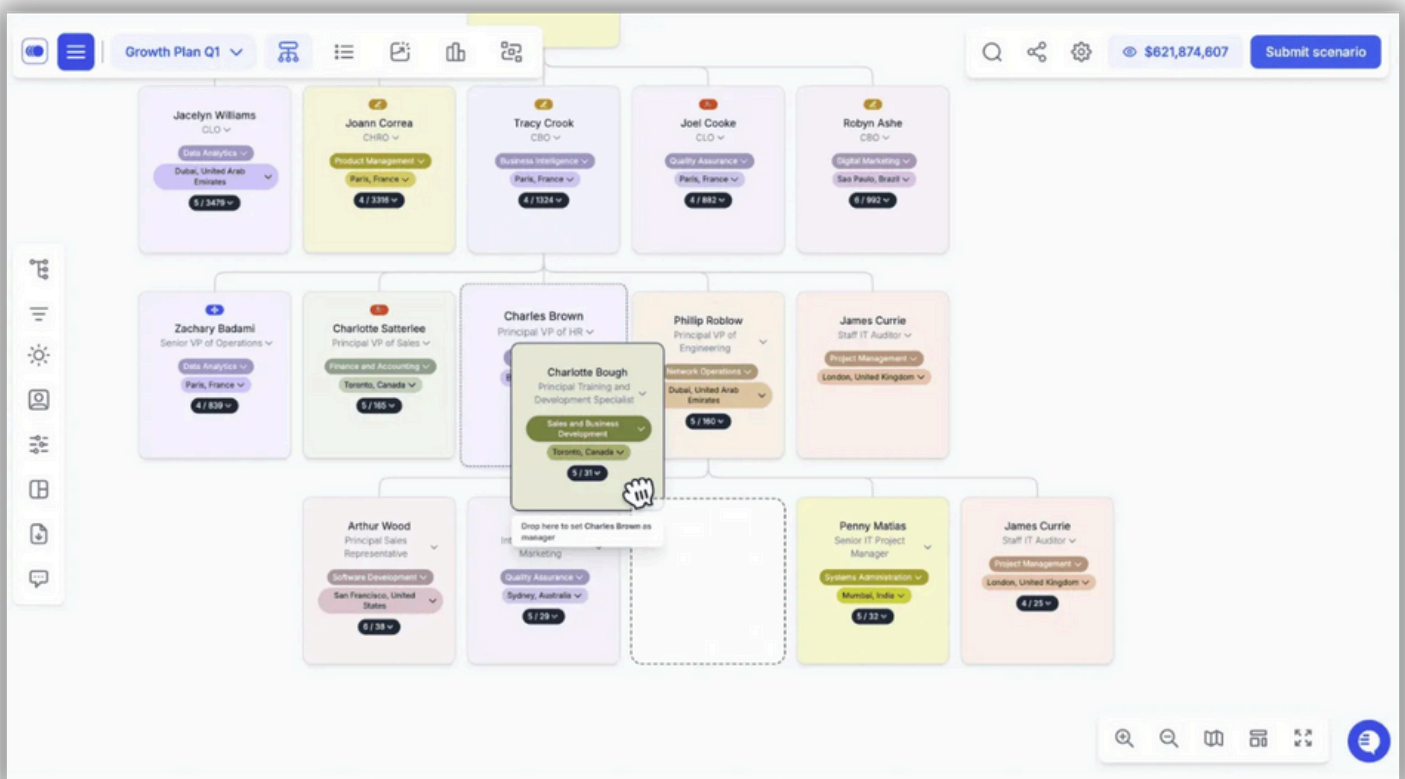 Growth Plan Q1
$621,874,607
Submit scenario
Jacelyn Williams
CLO
Data Analytics
Dubai, United Arab
Emirates
5 / 3479
Joann Correa
CHRO
Product Management
Paris, France
4 / 3316
Tracy Crook
CBO
Business Intelligence
Paris, France
4 / 1324
Joel Cooke
CLO
Quality Assurance
Paris, France
4 / 882
Robyn Ashe
CBO
Digital Marketing
Sao Paulo, Brazil
6 / 992
Zachary Badami
Senior VP of Operations
Data Analytics
Paris, France
4 / 839
Charlotte Satterlee
Principal VP of Sales
Finance and Accounting
Toronto, Canada
5 / 165
Charles Brown
Principal VP of HR
Charlotte Bough
Principal Training and
Development Specialist
Sales and Business
Development
Toronto, Canada
5 / 31
Drop here to set Charles Brown as
manager
Phillip Roblow
Principal VP of
Engineering
Network Operations
Dubai, United Arab
Emirates
5 / 160
James Currie
Staff IT Auditor
Project Management
London, United Kingdom
Arthur Wood
Principal Sales
Representative
Software Development
San Francisco, United
States
6 / 38
Marketing
Quality Assurance
Sydney, Australia
5 / 29
Penny Matias
Senior IT Project
Manager
Systems Administration
Mumbai, India
5 / 32
James Currie
Staff IT Auditor
Project Management
London, United Kingdom
4 / 25